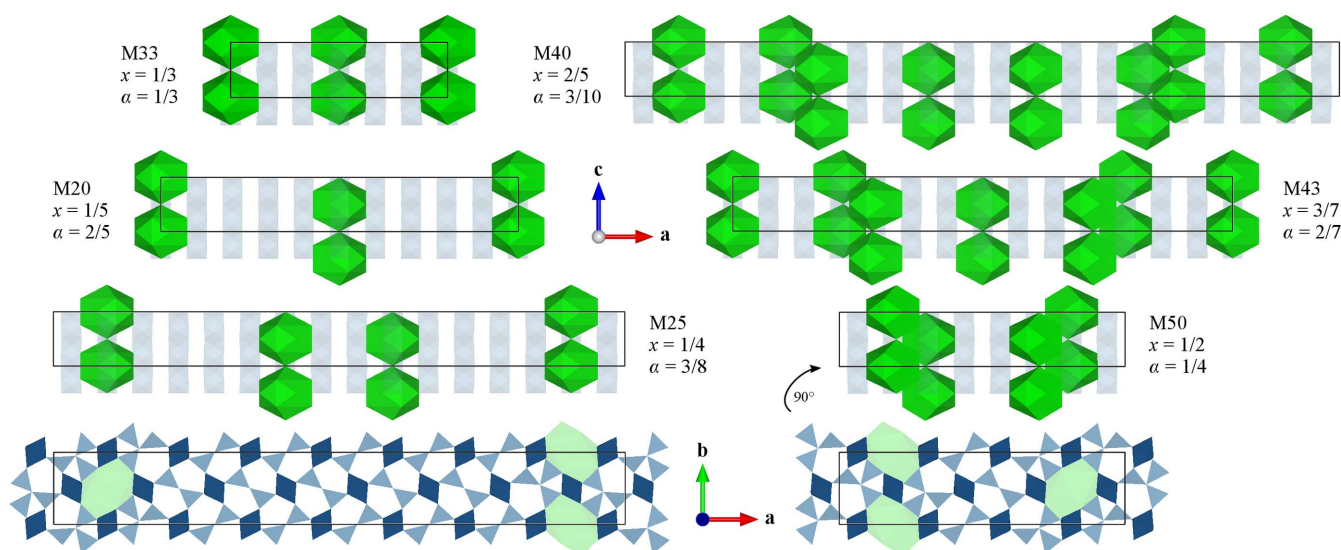 M33
x = 1/3
α = 1/3
M40
x = 2/5
α = 3/10
M20
x = 1/5
α = 2/5
c
a
M43
x = 3/7
α = 2/7
M25
x = 1/4
α = 3/8
M50
x = 1/2
α = 1/4
90°
b
a